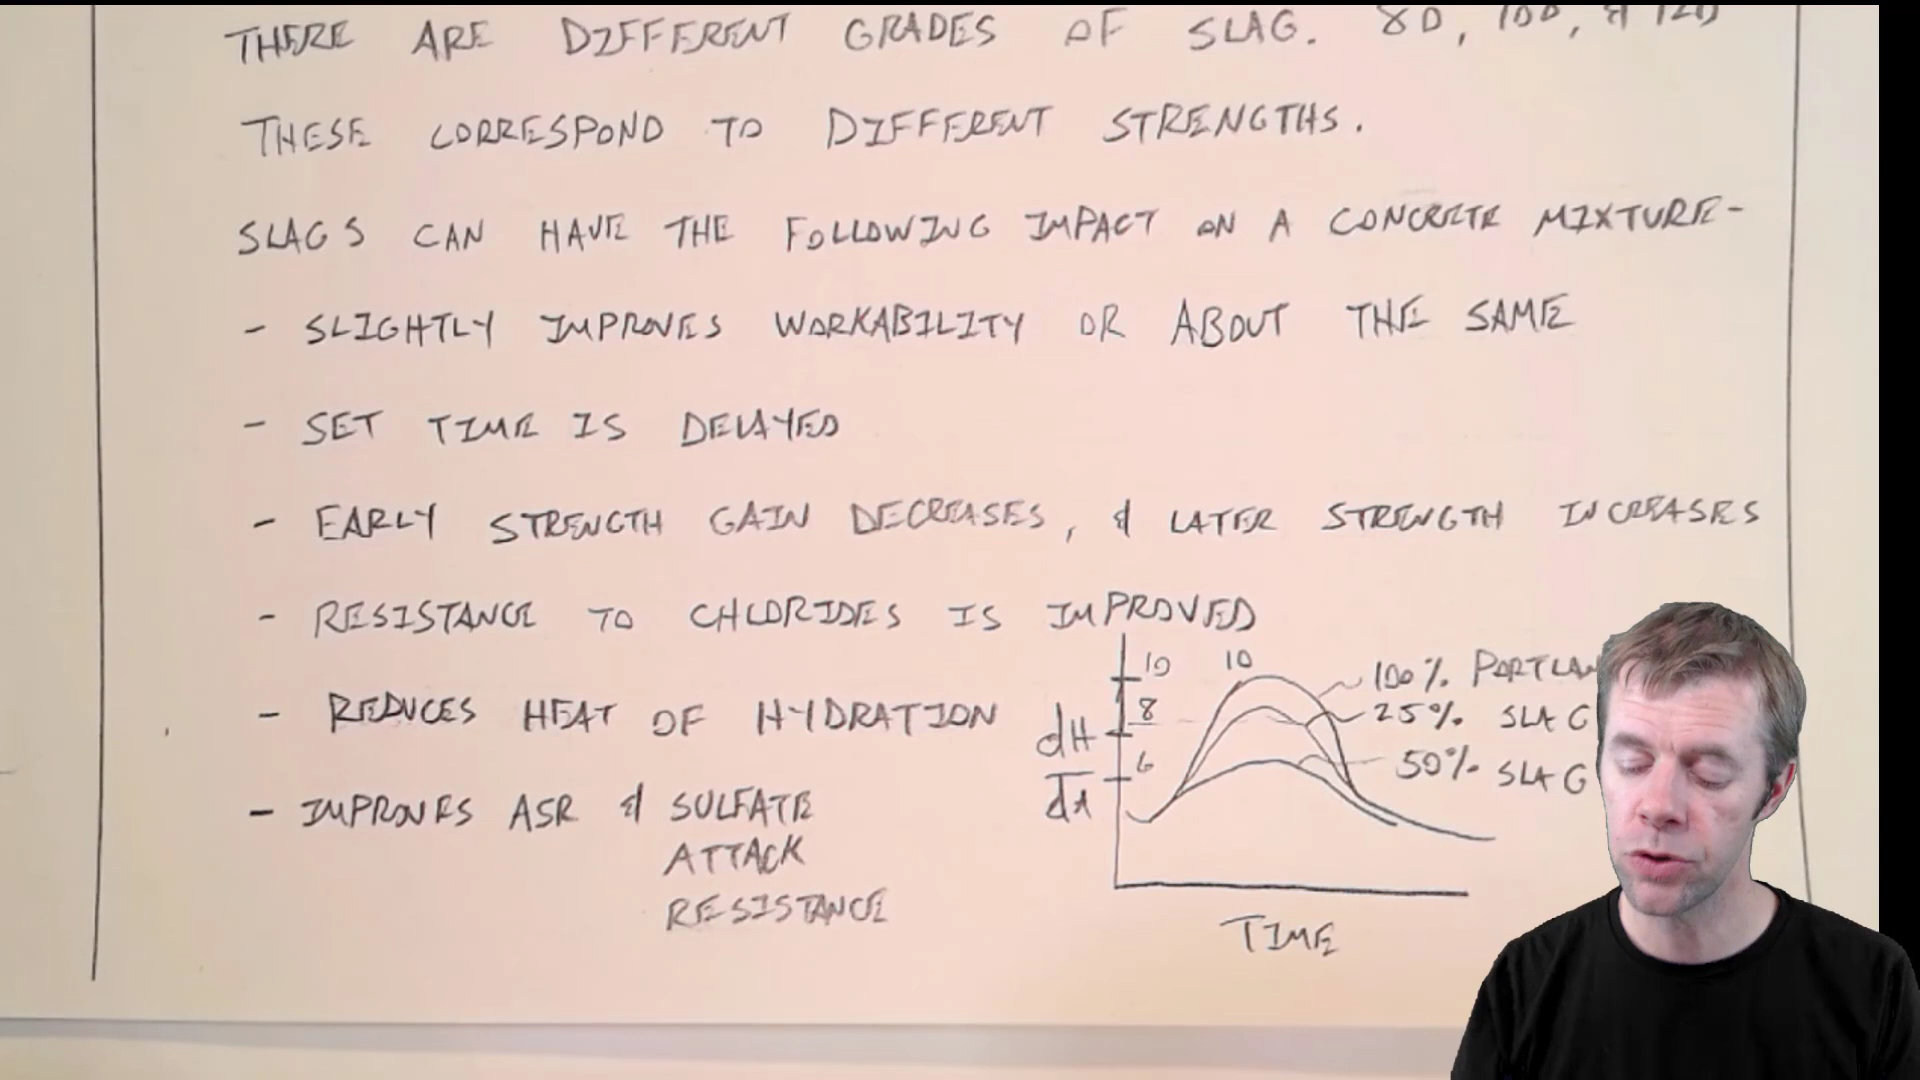 THERE ARE DIFFERENT GRADES OF SLAG. 80, 100, & 120
THESE CORRESPOND TO DIFFERENT STRENGTHS.
SLAGS CAN HAVE THE FOLLOWING IMPACT ON A CONCRETE MIXTURE-
- SLIGHTLY IMPROVES WORKABILITY OR ABOUT THE SAME
- SET TIME IS DELAYED
- EARLY STRENGTH GAIN DECREASES, & LATER STRENGTH INCREASES
- RESISTANCE TO CHLORIDES IS IMPROVED
- REDUCES HEAT OF HYDRATION
- IMPROVES ASR & SULFATE
ATTACK
RESISTANCE
10 10
8
6
dH
dt
100% PORTLAN
25% SLAG
50% SLAG
TIME